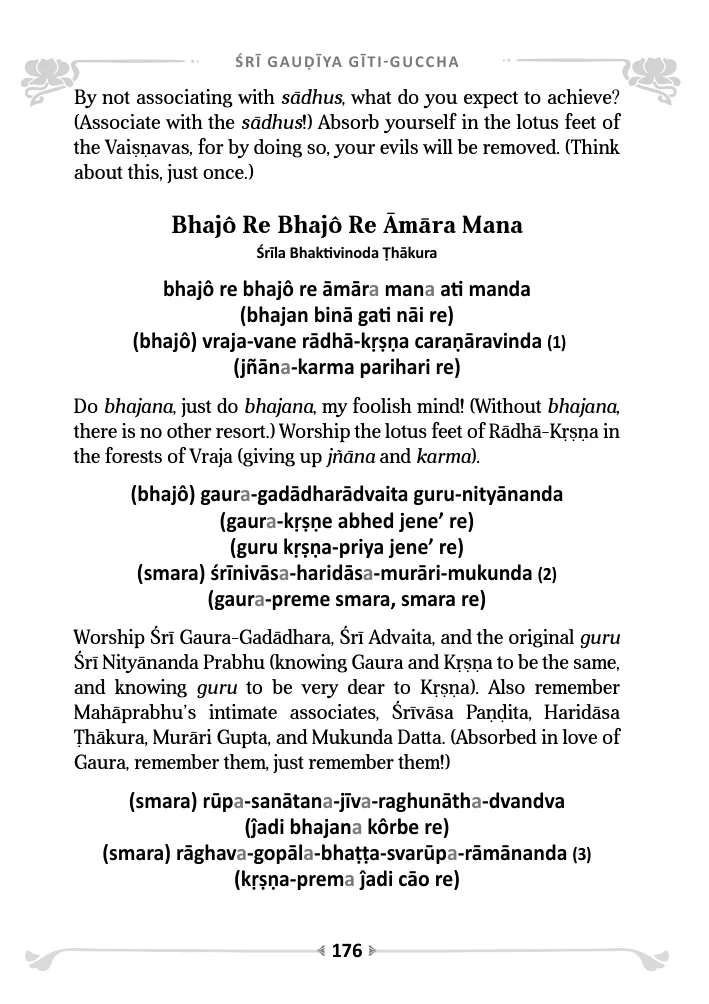 ŚRĪ GAUḌĪYA GĪTI-GUCCHA
By not associating with sādhus, what do you expect to achieve?
(Associate with the sādhus!) Absorb yourself in the lotus feet of
the Vaiṣṇavas, for by doing so, your evils will be removed. (Think
about this, just once.)
Bhajô Re Bhajô Re Āmāra Mana
Śrīla Bhaktivinoda Ṭhākura
bhajô re bhajô re āmāra mana ati manda
(bhajan binā gati nāi re)
(bhajô) vraja-vane rādhā-kṛṣṇa caraṇāravinda (1)
(jñāna-karma parihari re)
Do bhajana, just do bhajana, my foolish mind! (Without bhajana,
there is no other resort.) Worship the lotus feet of Rādhā-Kṛṣṇa in
the forests of Vraja (giving up jñāna and karma).
(bhajô) gaura-gadādharādvaita guru-nityānanda
(gaura-kṛṣṇe abhed jene’ re)
(guru kṛṣṇa-priya jene’ re)
(smara) śrīnivāsa-haridāsa-murāri-mukunda (2)
(gaura-preme smara, smara re)
Worship Śrī Gaura-Gadādhara, Śrī Advaita, and the original guru
Śrī Nityānanda Prabhu (knowing Gaura and Kṛṣṇa to be the same,
and knowing guru to be very dear to Kṛṣṇa). Also remember
Mahāprabhu’s intimate associates, Śrīvāsa Paṇḍita, Haridāsa
Ṭhākura, Murāri Gupta, and Mukunda Datta. (Absorbed in love of
Gaura, remember them, just remember them!)
(smara) rūpa-sanātana-jīva-raghunātha-dvandva
(ĵadi bhajana kôrbe re)
(smara) rāghava-gopāla-bhaṭṭa-svarūpa-rāmānanda (3)
(kṛṣṇa-prema ĵadi cāo re)
176